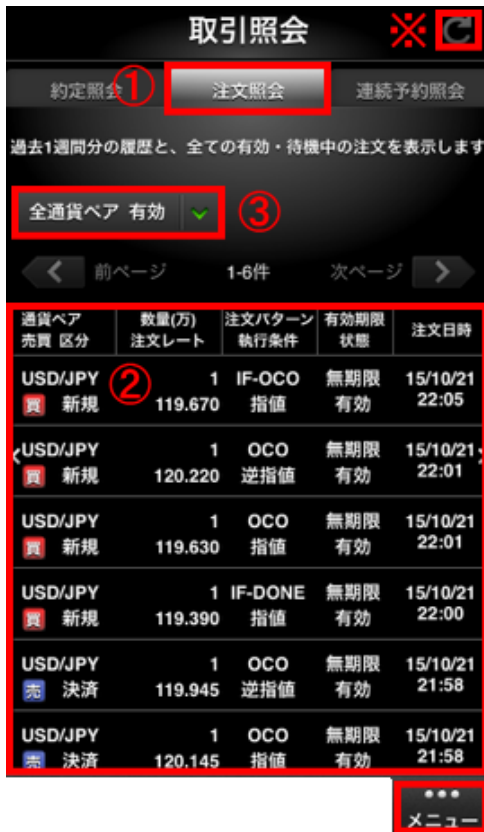 取引照会 ※
約定照会 ① 注文照会 連続予約照会
過去1週間分の履歴と、全ての有効・待機中の注文を表示します
全通貨ペア 有効 ③
前ページ 1-6件 次ページ
通貨ペア 数量(万) 注文パターン 有効期限 注文日時
売買 区分 注文レート 執行条件 状態
USD/JPY ② 1 IF-OCO 無期限 15/10/21
買 新規 119.670 指値 有効 22:05
USD/JPY 1 OCO 無期限 15/10/21
買 新規 120.220 逆指値 有効 22:01
USD/JPY 1 OCO 無期限 15/10/21
買 新規 119.630 指値 有効 22:01
USD/JPY 1 IF-DONE 無期限 15/10/21
買 新規 119.390 指値 有効 22:00
USD/JPY 1 OCO 無期限 15/10/21
売 決済 119.945 逆指値 有効 21:58
USD/JPY 1 OCO 無期限 15/10/21
売 決済 120.145 指値 有効 21:58
メニュー